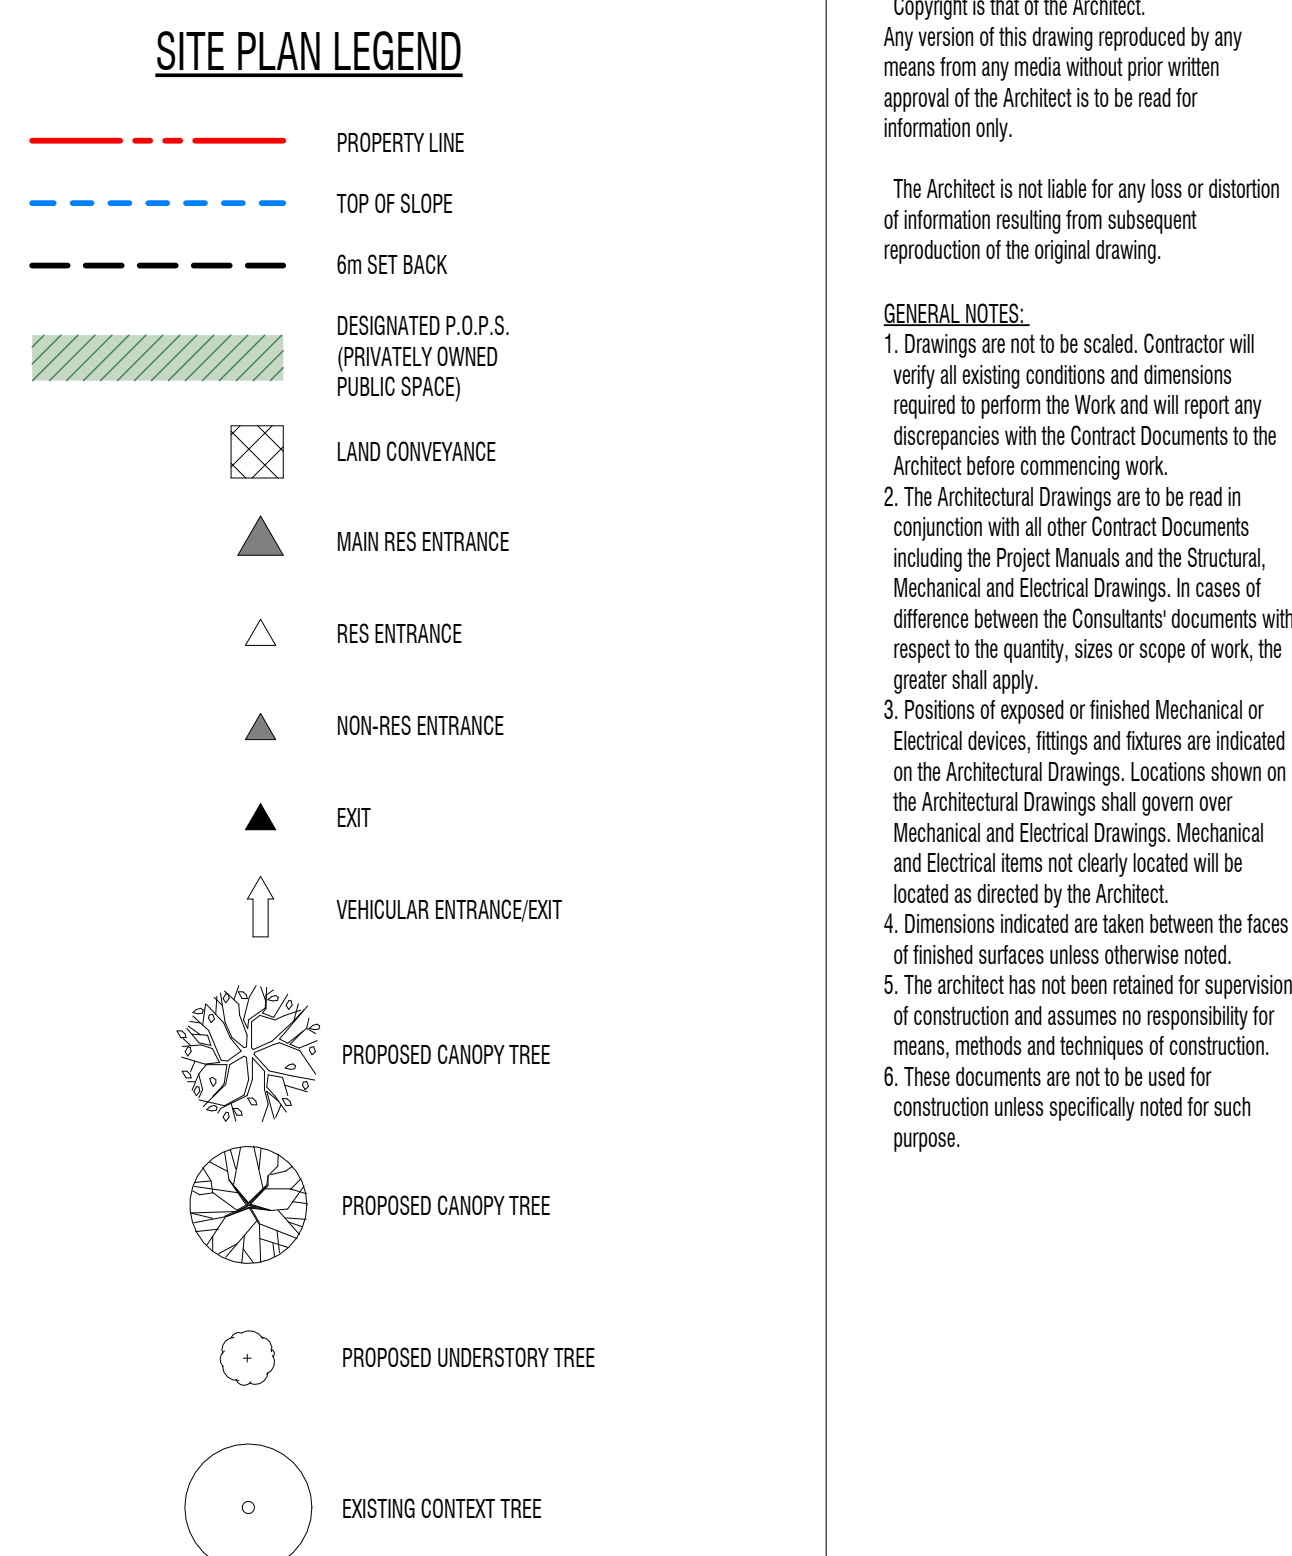 SITE PLAN LEGEND
PROPERTY LINE
TOP OF SLOPE
6m SET BACK
DESIGNATED P.O.P.S.
(PRIVATELY OWNED
PUBLIC SPACE)
LAND CONVEYANCE
MAIN RES ENTRANCE
RES ENTRANCE
NON-RES ENTRANCE
EXIT
VEHICULAR ENTRANCE/EXIT
PROPOSED CANOPY TREE
PROPOSED CANOPY TREE
PROPOSED UNDERSTORY TREE
EXISTING CONTEXT TREE
Copyright is that of the Architect.
Any version of this drawing reproduced by any
means from any media without prior written
approval of the Architect is to be read for
information only.
The Architect is not liable for any loss or distortion
of information resulting from subsequent
reproduction of the original drawing.
GENERAL NOTES:
1. Drawings are not to be scaled. Contractor will
verify all existing conditions and dimensions
required to perform the Work and will report any
discrepancies with the Contract Documents to the
Architect before commencing work.
2. The Architectural Drawings are to be read in
conjunction with all other Contract Documents
including the Project Manuals and the Structural,
Mechanical and Electrical Drawings. In cases of
difference between the Consultants' documents with
respect to the quantity, sizes or scope of work, the
greater shall apply.
3. Positions of exposed or finished Mechanical or
Electrical devices, fittings and fixtures are indicated
on the Architectural Drawings. Locations shown on
the Architectural Drawings shall govern over
Mechanical and Electrical Drawings. Mechanical
and Electrical items not clearly located will be
located as directed by the Architect.
4. Dimensions indicated are taken between the faces
of finished surfaces unless otherwise noted.
5. The architect has not been retained for supervision
of construction and assumes no responsibility for
means, methods and techniques of construction.
6. These documents are not to be used for
construction unless specifically noted for such
purpose.